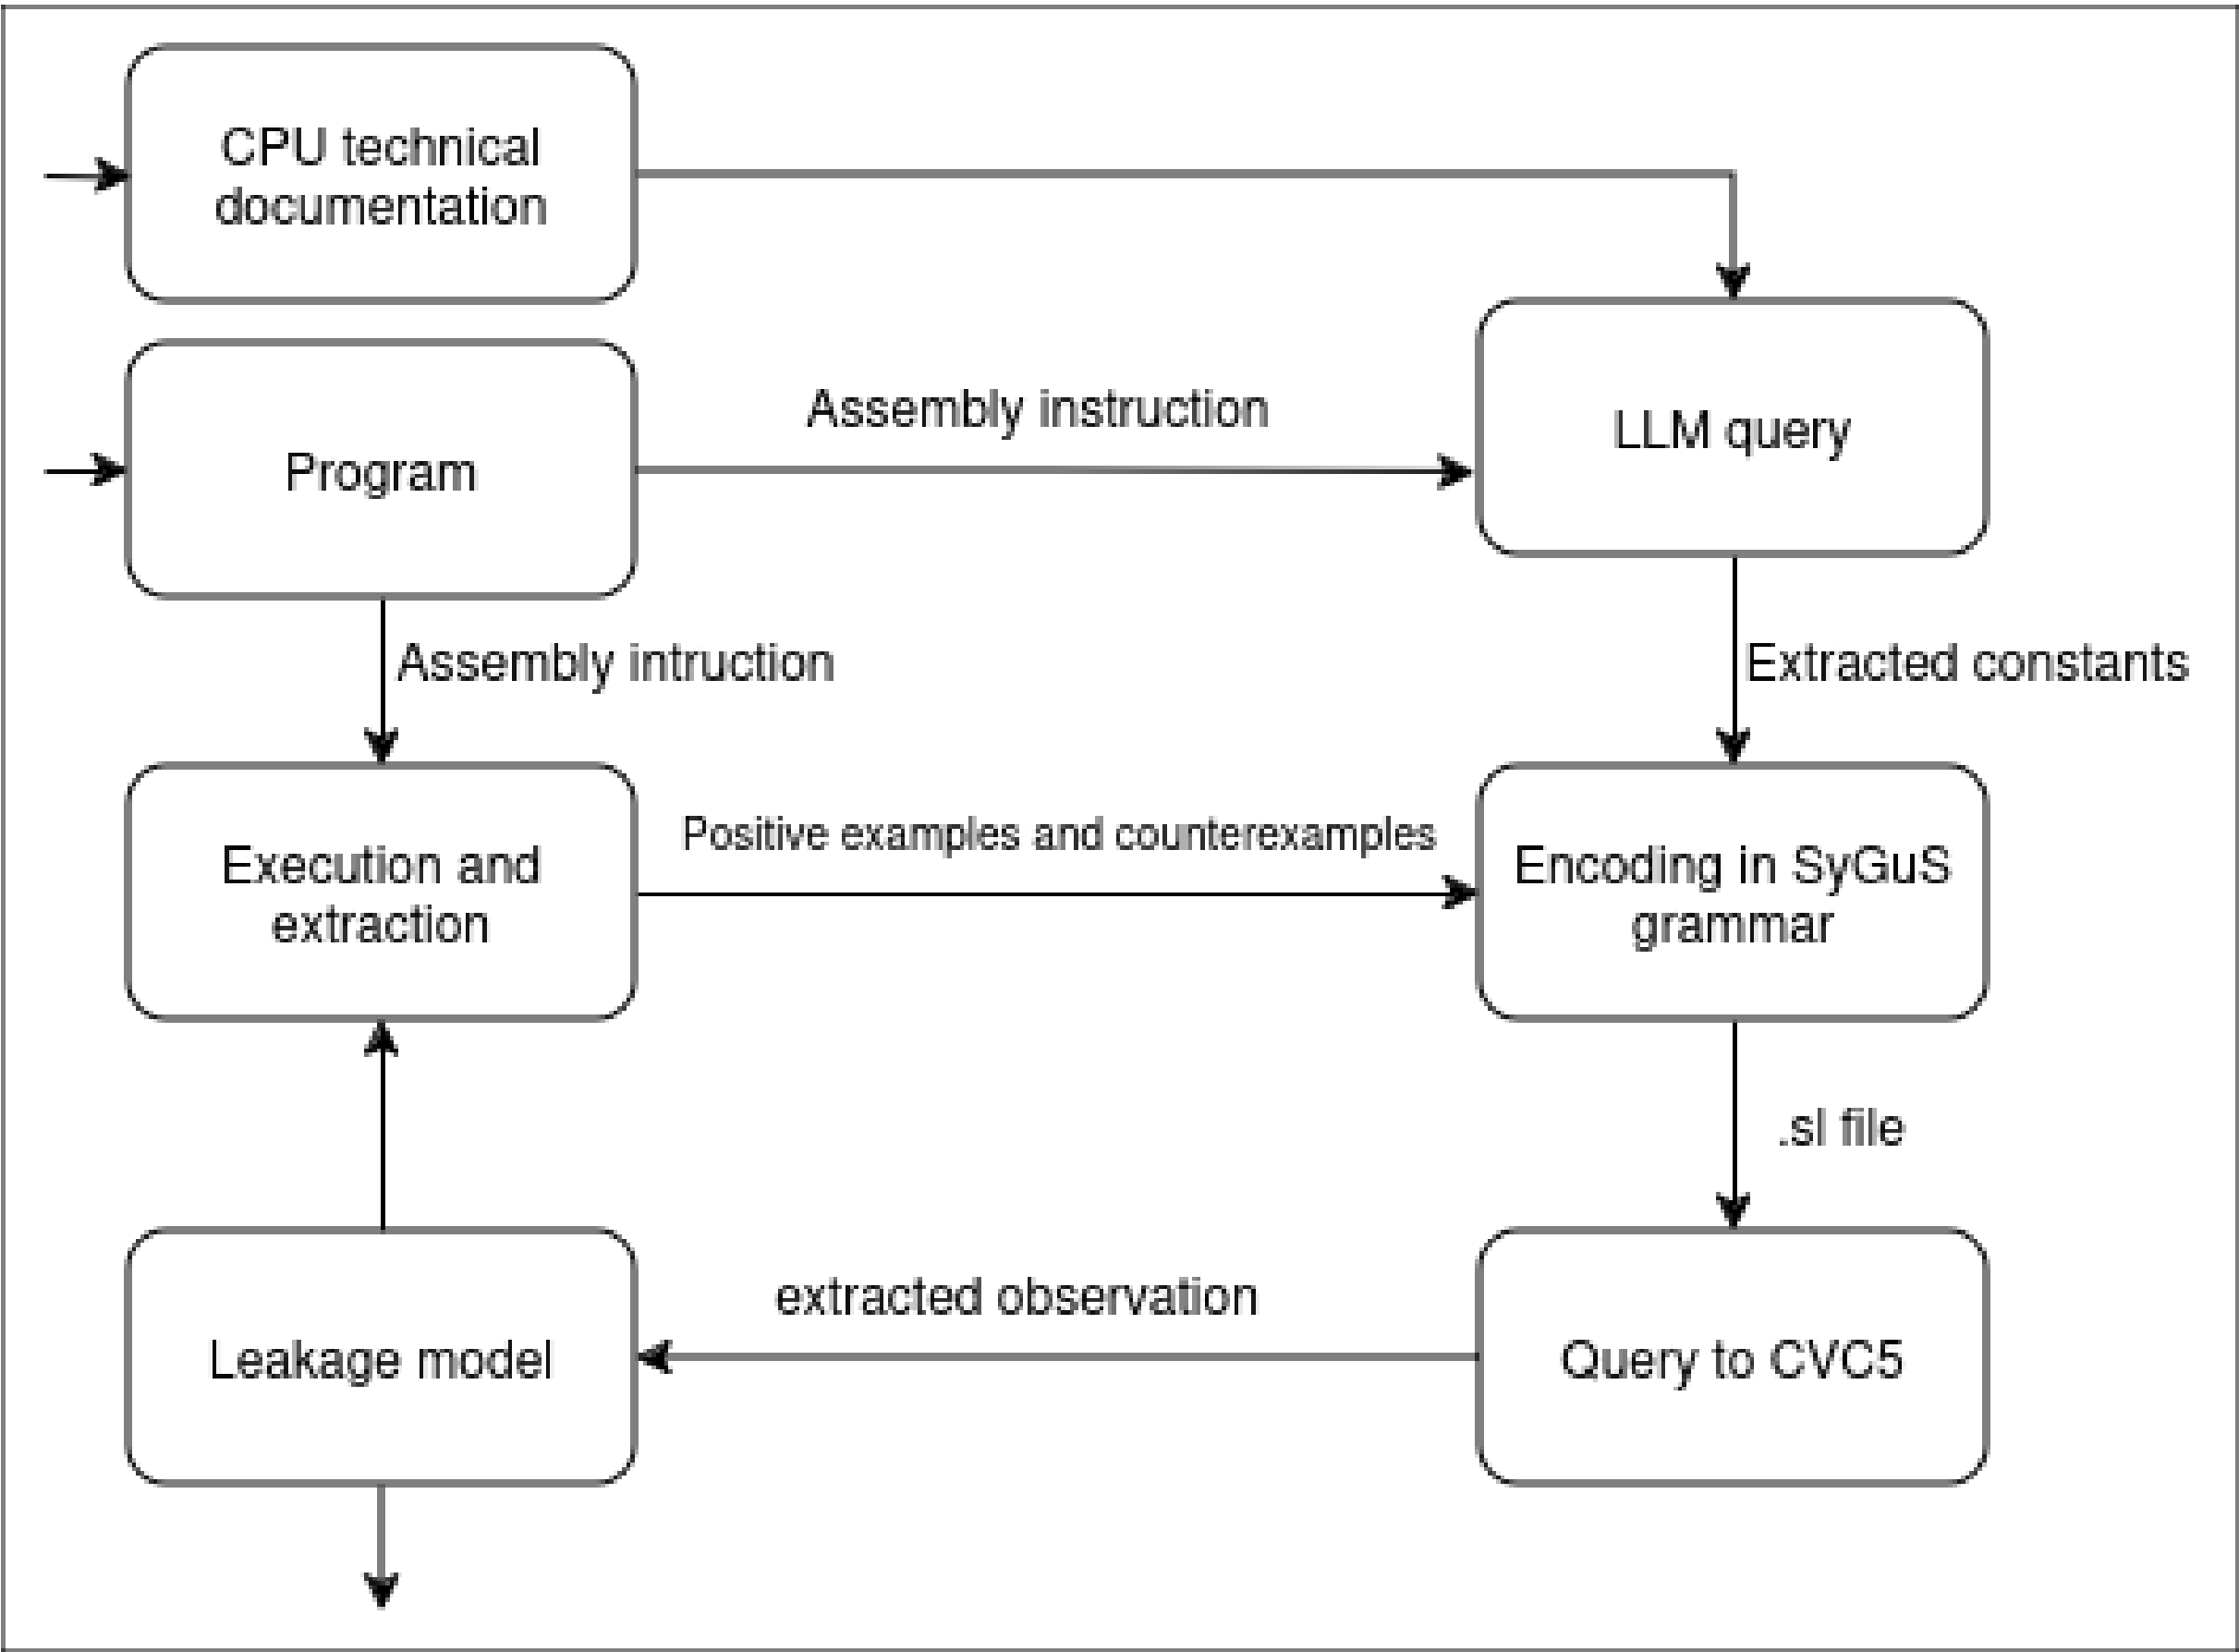 CPU technical
documentation
Assembly instruction
LLM query
Program
Assembly intruction
Extracted constants
Execution and
extraction
Positive examples and counterexamples
Encoding in SyGuS
grammar
.sl file
extracted observation
Leakage model
Query to CVC5